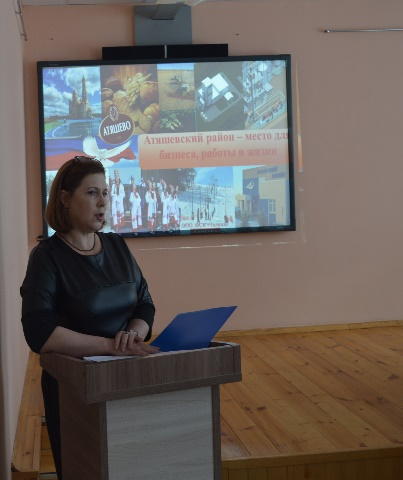 АТЯШЕВО
Атяшевский район – место для
бизнеса, работы и жизни